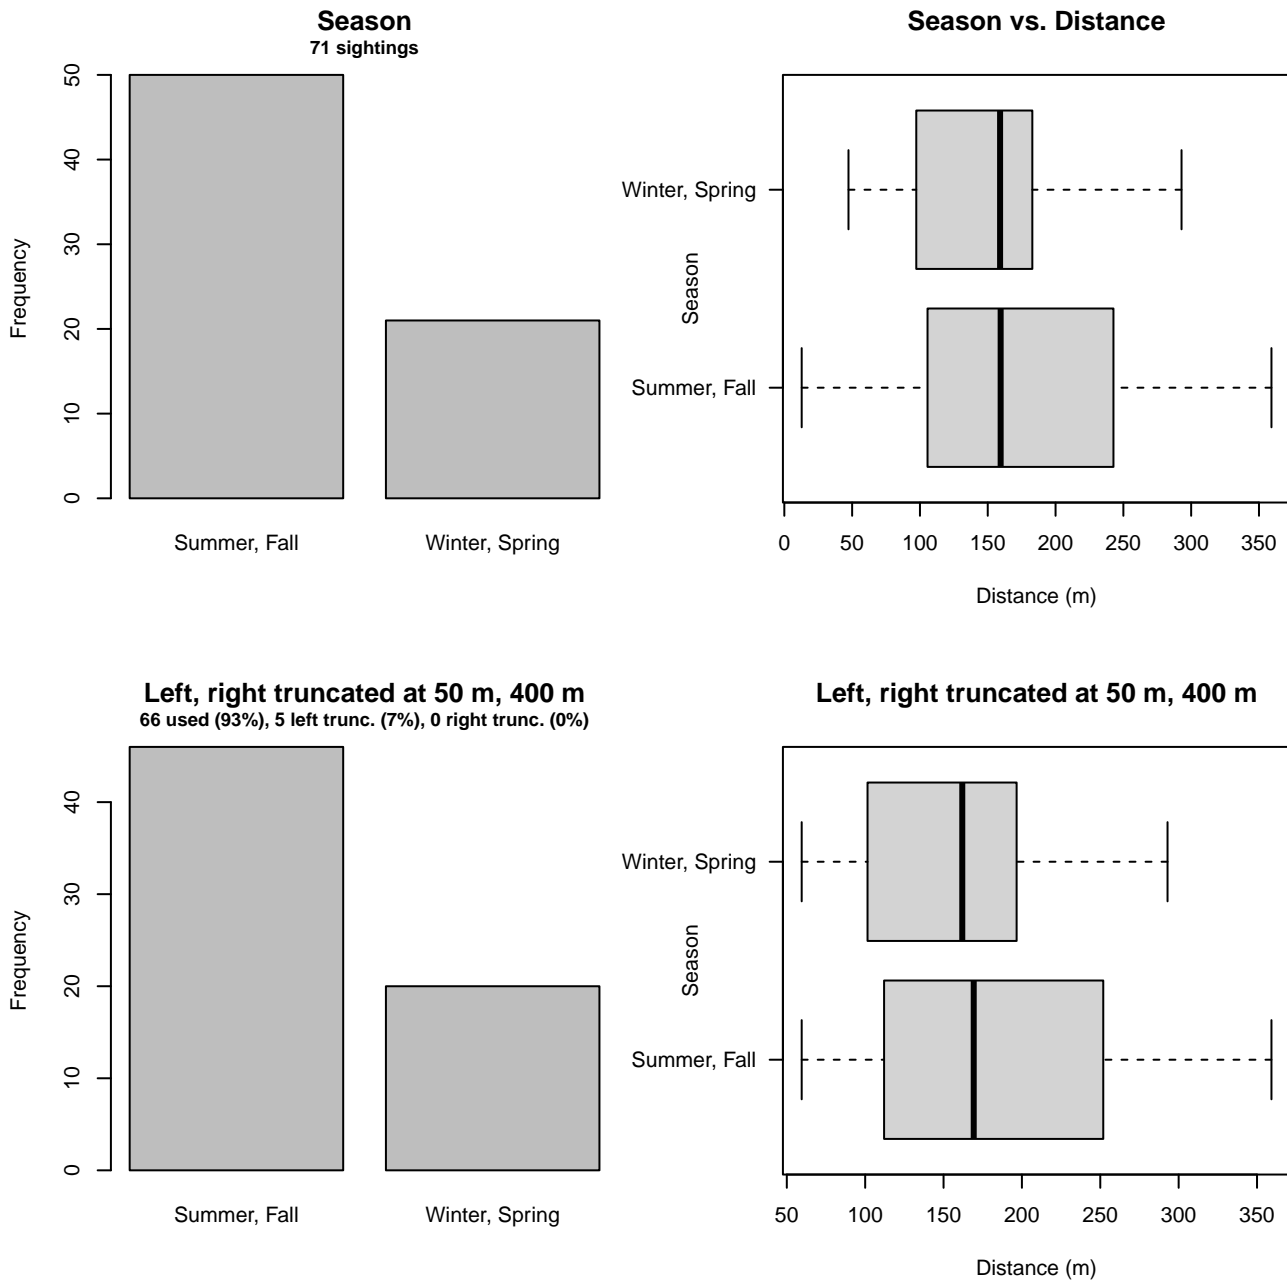 Season
71 sightings
Frequency
0
10
20
30
40
50
Summer, Fall
Winter, Spring
Season vs. Distance
Season
Winter, Spring
Summer, Fall
0 50 100 150 200 250 300 350
Distance (m)
Left, right truncated at 50 m, 400 m
66 used (93%), 5 left trunc. (7%), 0 right trunc. (0%)
Frequency
0
10
20
30
40
Summer, Fall
Winter, Spring
Left, right truncated at 50 m, 400 m
Season
Winter, Spring
Summer, Fall
50 100 150 200 250 300 350
Distance (m)